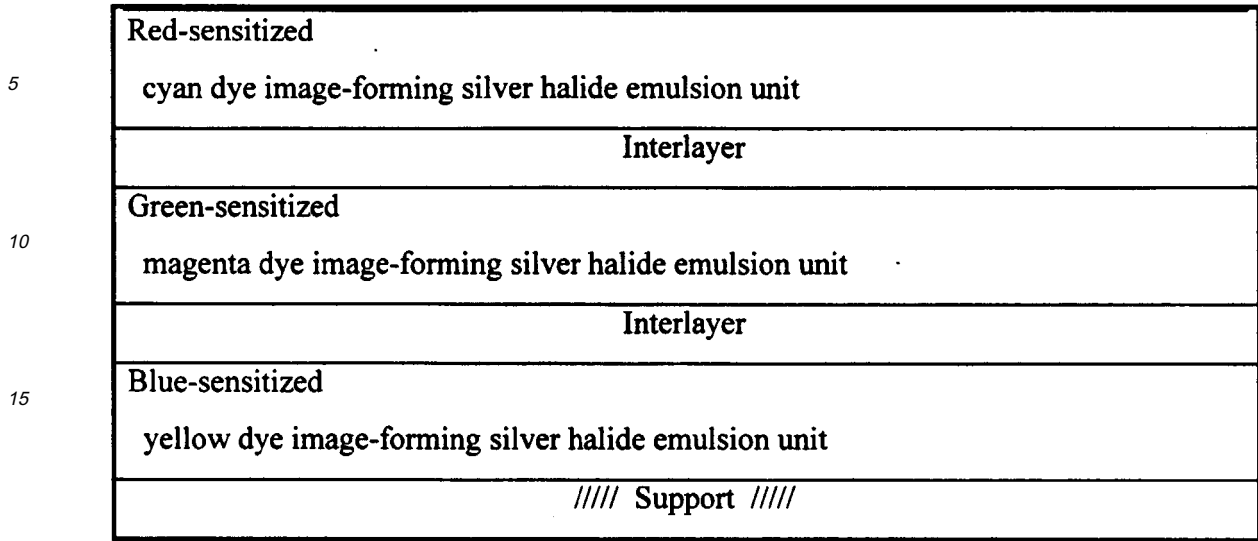 Red-sensitized
5
cyan dye image-forming silver halide emulsion unit
Interlayer
Green-sensitized
10
magenta dye image-forming silver halide emulsion unit
Interlayer
Blue-sensitized
15
yellow dye image-forming silver halide emulsion unit
///// Support /////